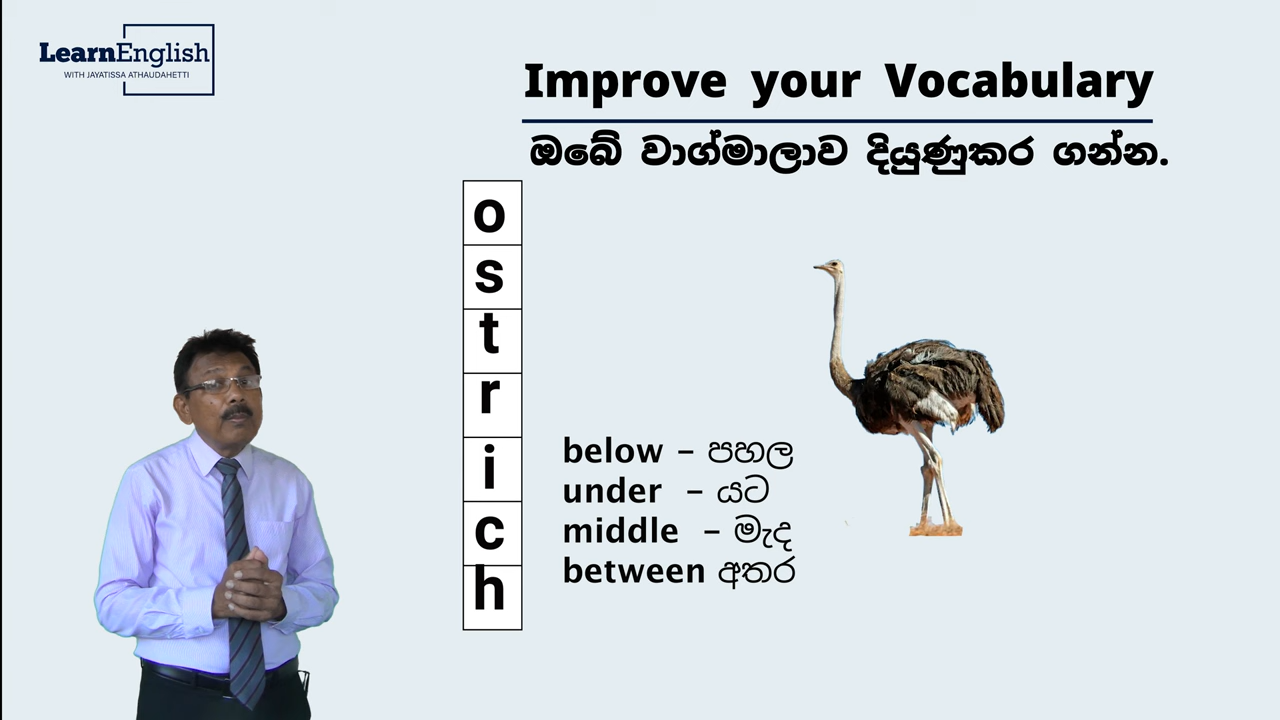 LearnEnglish
WITH JAYATISSA ATHAUDAHETTI
Improve your Vocabulary
ඔබේ වාග්මාලාව දියුණුකර ගන්න.
o
s
t
r
i
c
h
below – පහල
under – යට
middle – මැද
between අතර